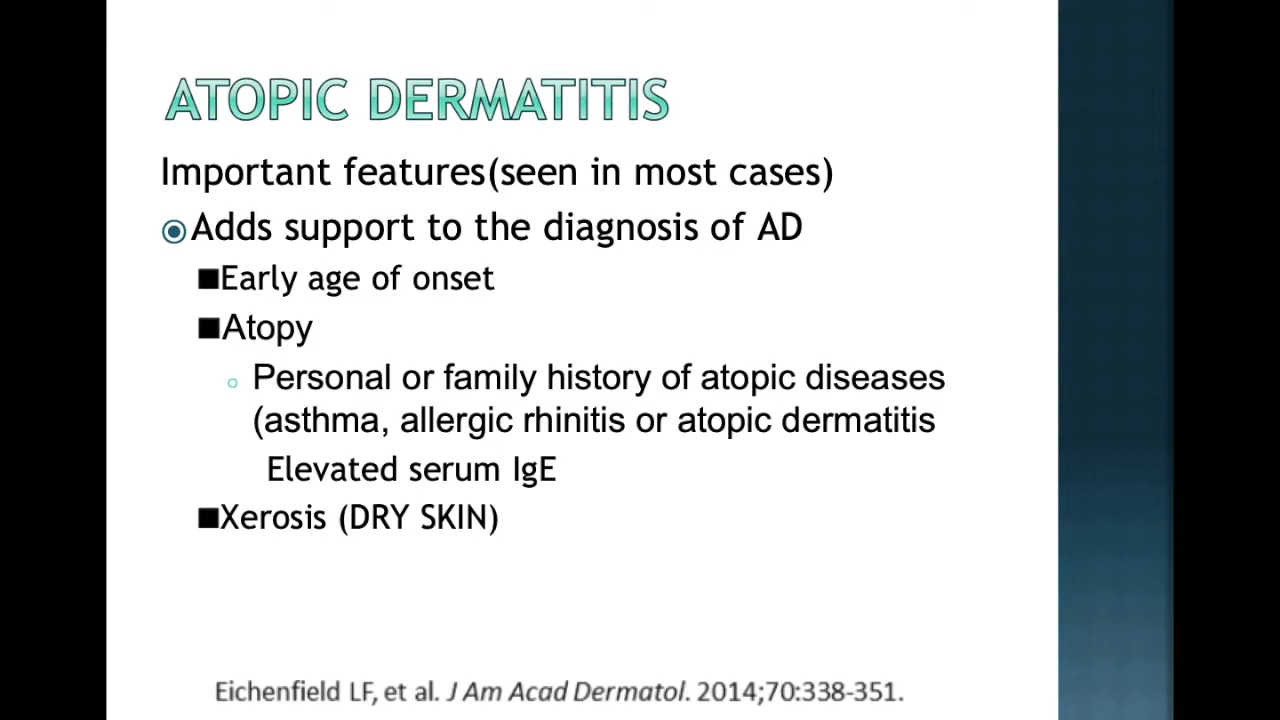 ATOPIC DERMATITIS
Important features(seen in most cases)
Adds support to the diagnosis of AD
Early age of onset
Atopy
Personal or family history of atopic diseases
(asthma, allergic rhinitis or atopic dermatitis
Elevated serum IgE
Xerosis (DRY SKIN)
Eichenfield LF, et al. J Am Acad Dermatol. 2014;70:338-351.